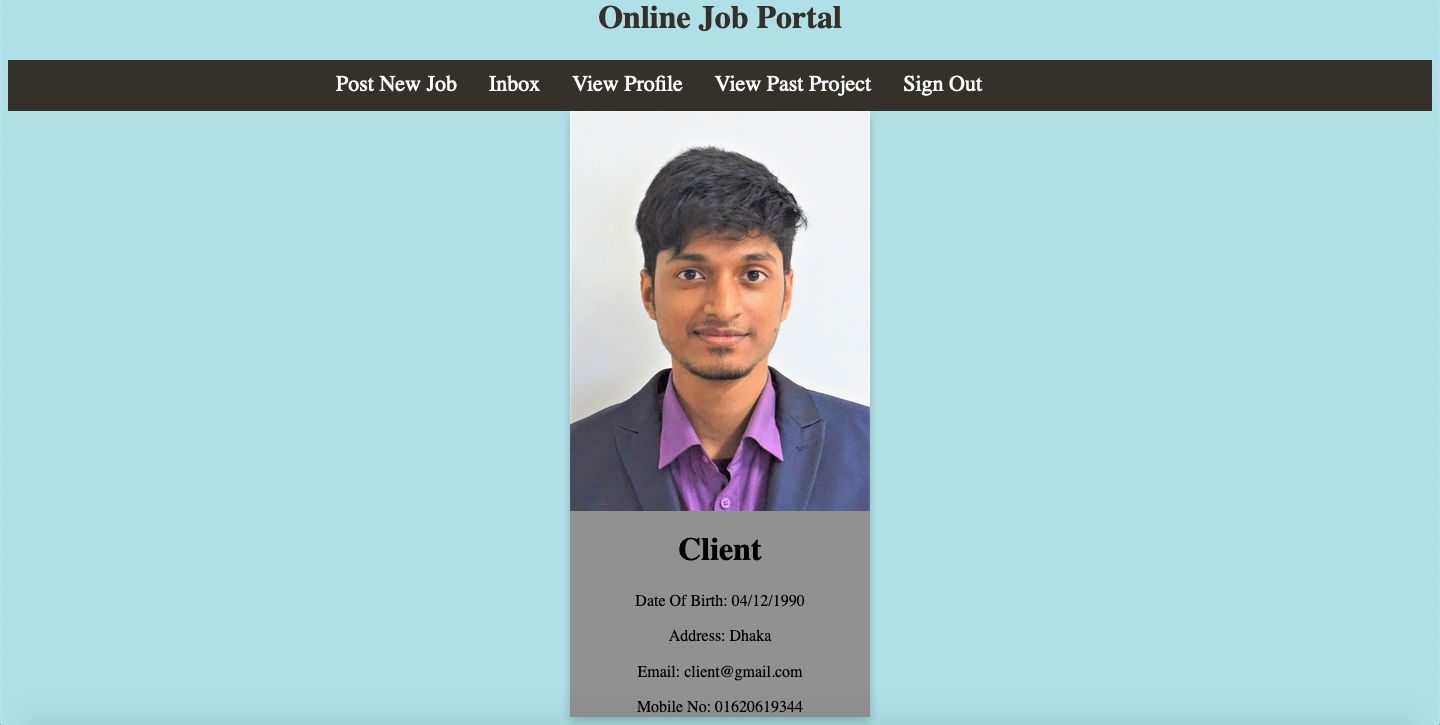 Online Job Portal
Post New Job Inbox View Profile View Past Project Sign Out
Client
Date Of Birth: 04/12/1990
Address: Dhaka
Email: client@gmail.com
Mobile No: 01620619344